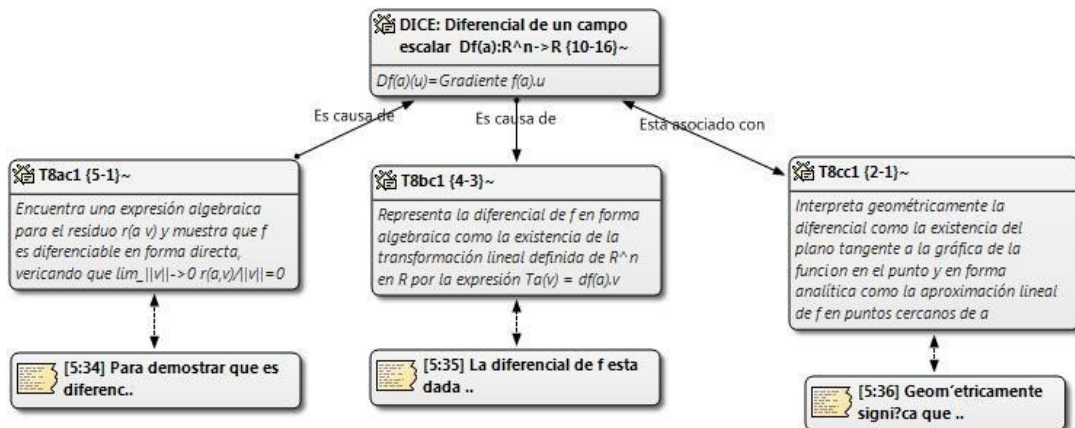 DICE: Diferencial de un campo
escalar Df(a):R^n->R {10-16}~
Df(a)(u)=Gradiente f(a).u
Es causa de
Es causa de
Está asociado con
T8ac1 {5-1}~
Encuentra una expresión algebraica
para el residuo r(a v) y muestra que f
es diferenciable en forma directa,
vericando que lim_||v||->0 r(a,v)/||v||=0
T8bc1 {4-3}~
Representa la diferencial de f en forma
algebraica como la existencia de la
transformación lineal definida de R^n
en R por la expresión Ta(v) = df(a).v
T8cc1 {2-1}~
Interpreta geométricamente la
diferencial como la existencia del
plano tangente a la gráfica de la
funcion en el punto y en forma
analítica como la aproximación lineal
de f en puntos cercanos de a
[5:34] Para demostrar que es
diferenc..
[5:35] La diferencial de f esta
dada ..
[5:36] Geom´etricamente
signi?ca que ..